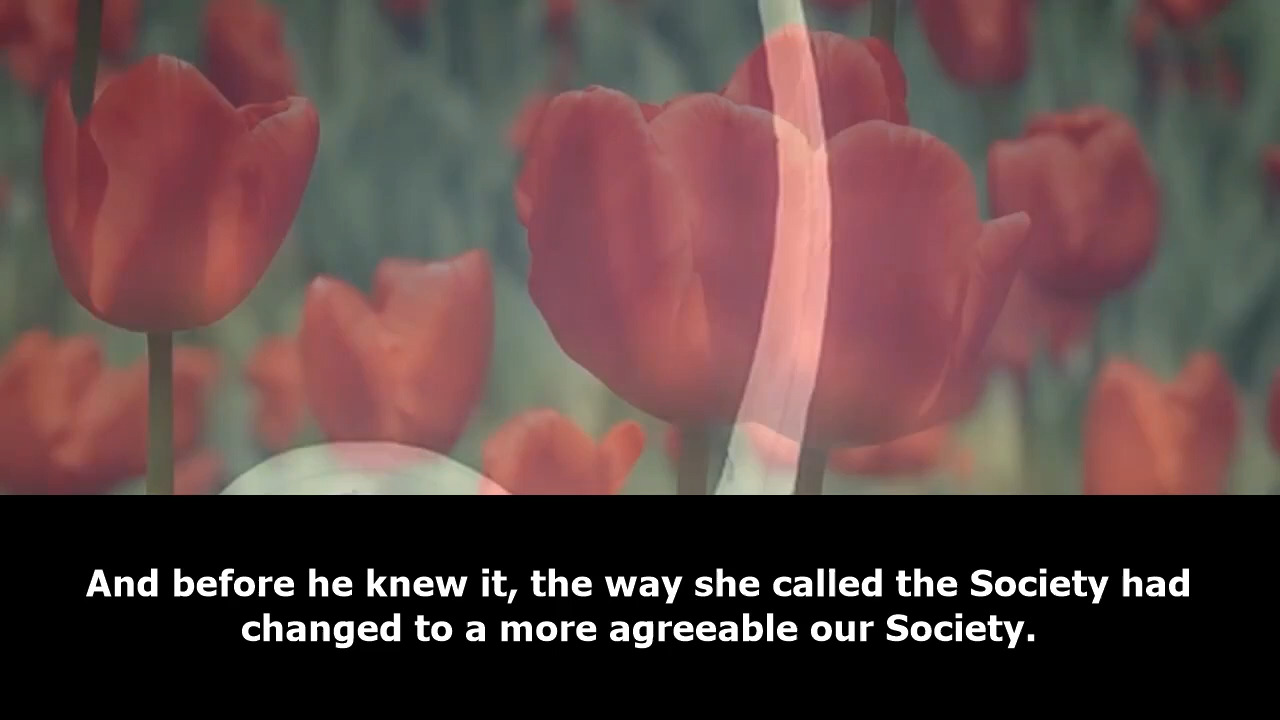 And before he knew it, the way she called the Society had
changed to a more agreeable our Society.